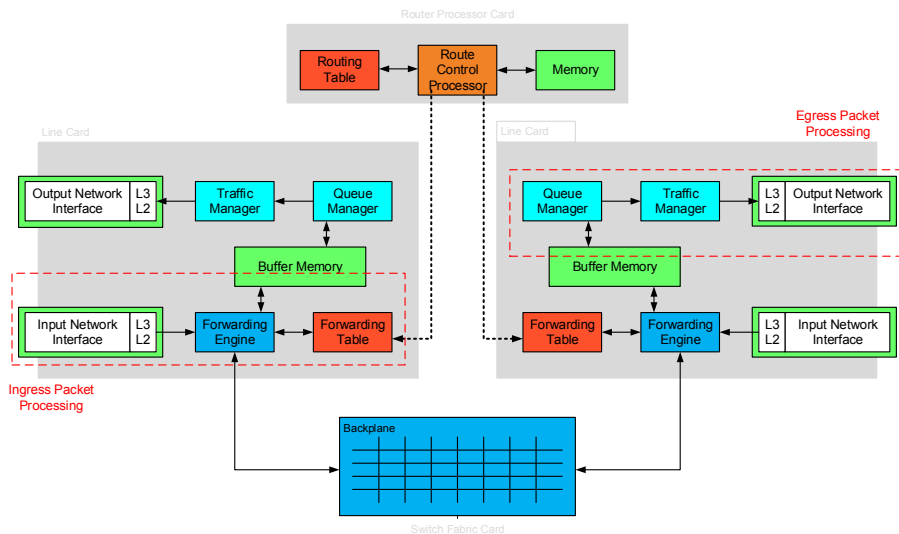 Router Processor Card
Routing
Table
Route
Control
Processor
Memory
Line Card
Output Network
Interface
L3
L2
Traffic
Manager
Queue
Manager
Buffer Memory
Input Network
Interface
L3
L2
Forwarding
Engine
Forwarding
Table
Ingress Packet
Processing
Line Card
Egress Packet
Processing
Queue
Manager
Traffic
Manager
L3
L2
Output Network
Interface
Buffer Memory
Forwarding
Table
Forwarding
Engine
L3
L2
Input Network
Interface
Backplane
Switch Fabric Card